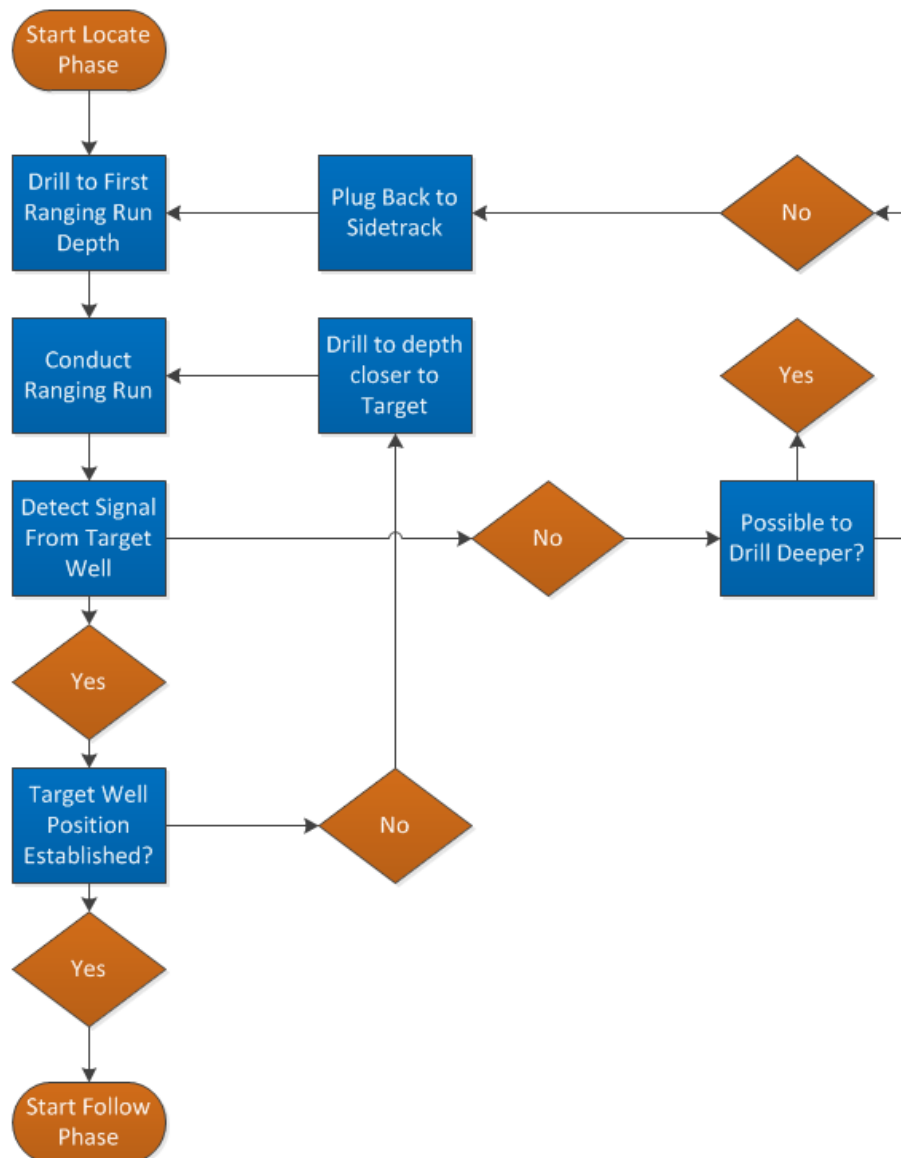 Start Locate
Phase
Drill to First
Ranging Run
Depth
Plug Back to
Sidetrack
No
Conduct
Ranging Run
Drill to depth
closer to
Target
Yes
Detect Signal
From Target
Well
No
Possible to
Drill Deeper?
Yes
Target Well
Position
Established?
No
Yes
Start Follow
Phase